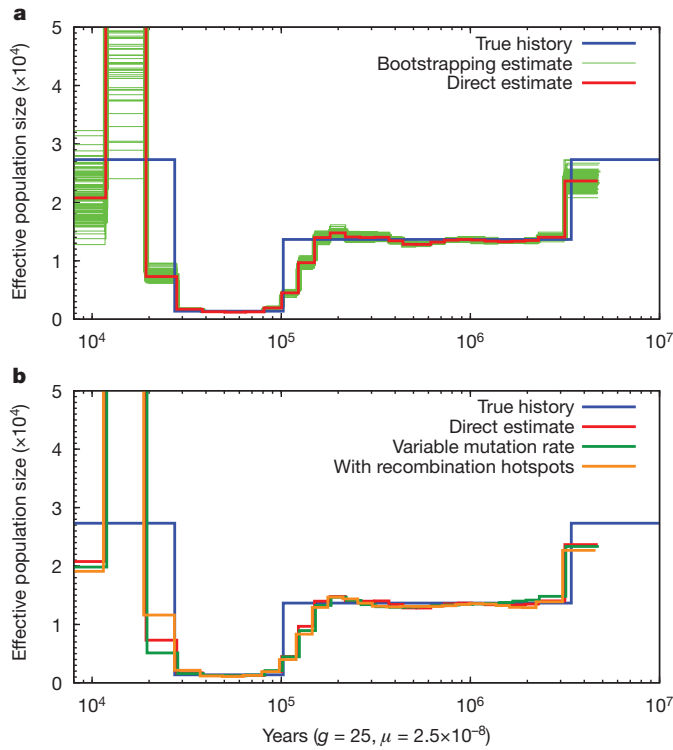 a
Effective population size (×10⁴)
5
4
3
2
1
0
True history
Bootstrapping estimate
Direct estimate
10⁴
10⁵
10⁶
10⁷
b
Effective population size (×10⁴)
5
4
3
2
1
0
True history
Direct estimate
Variable mutation rate
With recombination hotspots
10⁴
10⁵
10⁶
10⁷
Years (g = 25, μ = 2.5×10⁻⁸)